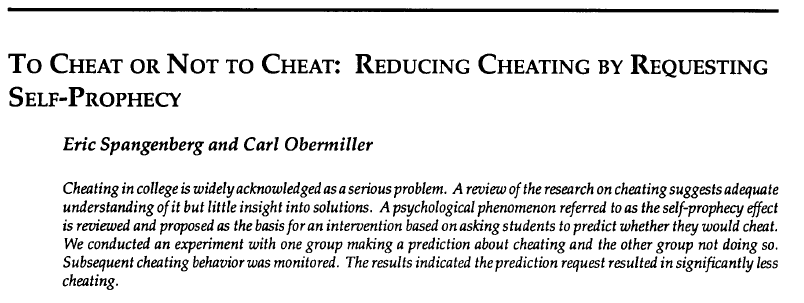 TO CHEAT OR NOT TO CHEAT: REDUCING CHEATING BY REQUESTING
SELF-PROPHECY
Eric Spangenberg and Carl Obermiller
Cheating in college is widely acknowledged as a serious problem. A review of the research on cheating suggests adequate
understanding of it but little insight into solutions. A psychological phenomenon referred to as the self-prophecy effect
is reviewed and proposed as the basis for an intervention based on asking students to predict whether they would cheat.
We conducted an experiment with one group making a prediction about cheating and the other group not doing so.
Subsequent cheating behavior was monitored. The results indicated the prediction request resulted in significantly less
cheating.